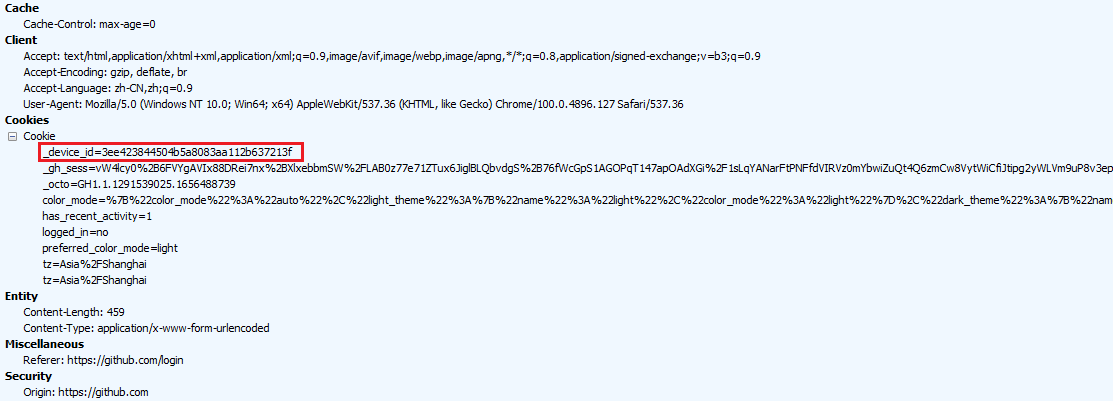 Cache
Cache-Control: max-age=0
Client
Accept: text/html,application/xhtml+xml,application/xml;q=0.9,image/avif,image/webp,image/apng,*/*;q=0.8,application/signed-exchange;v=b3;q=0.9
Accept-Encoding: gzip, deflate, br
Accept-Language: zh-CN,zh;q=0.9
User-Agent: Mozilla/5.0 (Windows NT 10.0; Win64; x64) AppleWebKit/537.36 (KHTML, like Gecko) Chrome/100.0.4896.127 Safari/537.36
Cookies
Cookie
_device_id=3ee423844504b5a8083aa112b637213f
_gh_sess=vW4lcy0%2B6FVYgAVIx88DRei7nx%2BXlxebbmSW%2FLAB0z77e71ZTux6JiglBLQbvdgS%2B76fWcGpS1AGOPqT147apOAdXGi%2F1sLqYANarFtPNFfdVIRVz0mYbwiZuQt4Q6zmCw8VytWiCfiJtipg2yWLVm9uP8v3ep
_octo=GH1.1.1291539025.1656488739
color_mode=%7B%22color_mode%22%3A%22auto%22%2C%22light_theme%22%3A%7B%22name%22%3A%22light%22%2C%22color_mode%22%3A%22light%22%7D%2C%22dark_theme%22%3A%7B%22nam
has_recent_activity=1
logged_in=no
preferred_color_mode=light
tz=Asia%2FShanghai
tz=Asia%2FShanghai
Entity
Content-Length: 459
Content-Type: application/x-www-form-urlencoded
Miscellaneous
Referer: https://github.com/login
Security
Origin: https://github.com